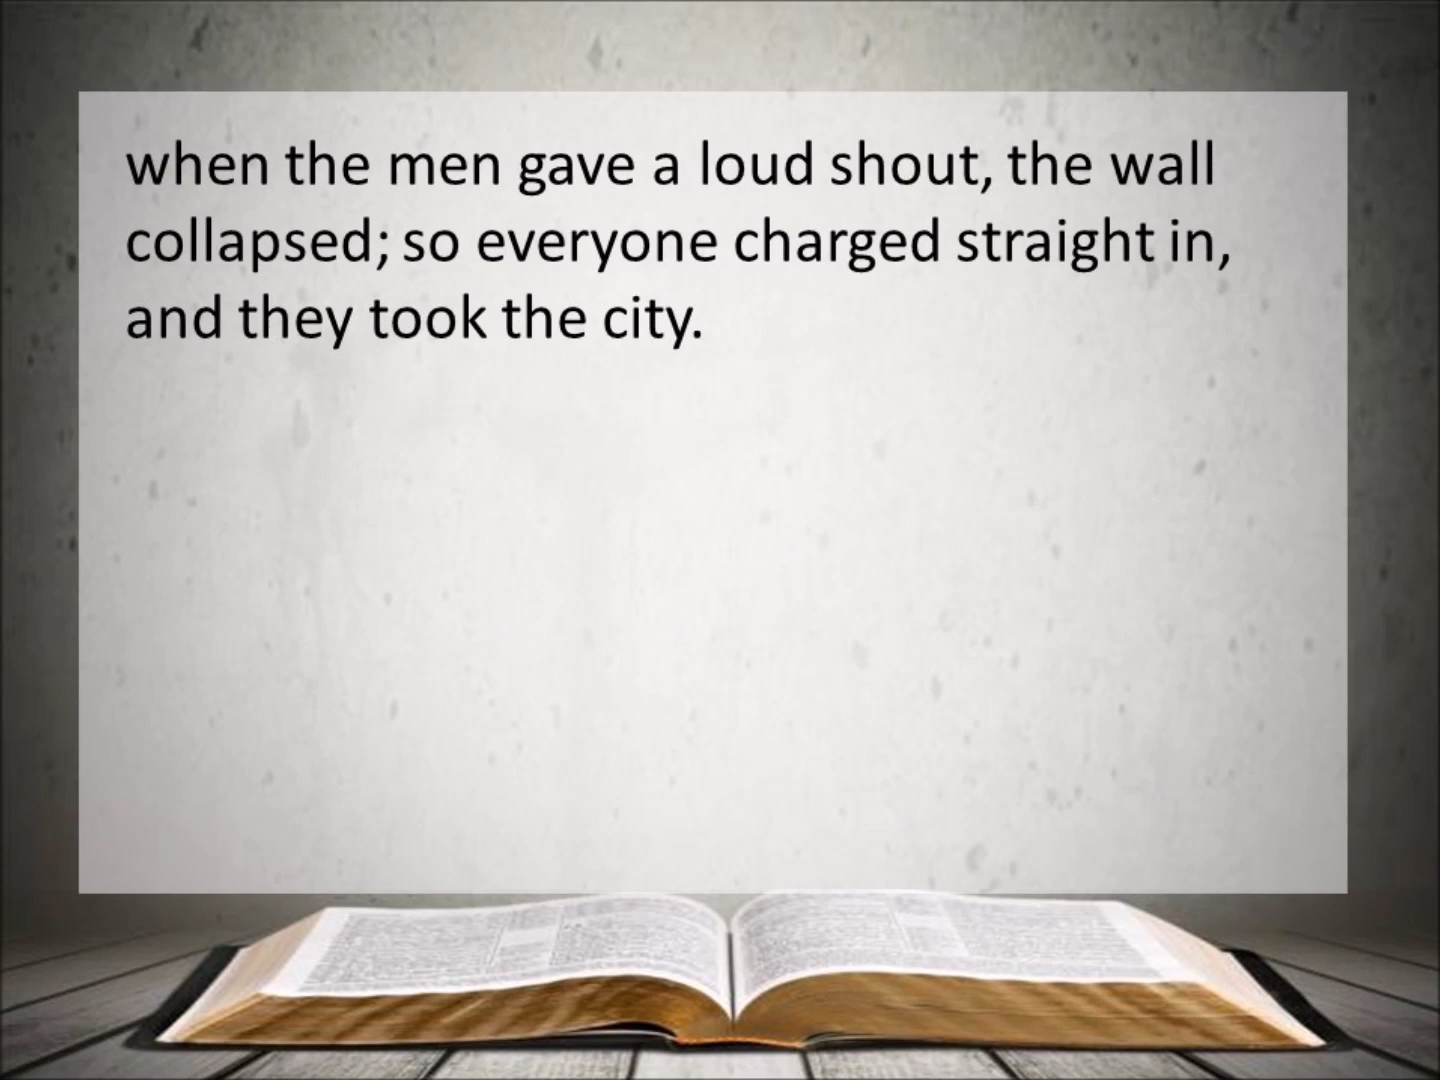 when the men gave a loud shout, the wall
collapsed; so everyone charged straight in,
and they took the city.